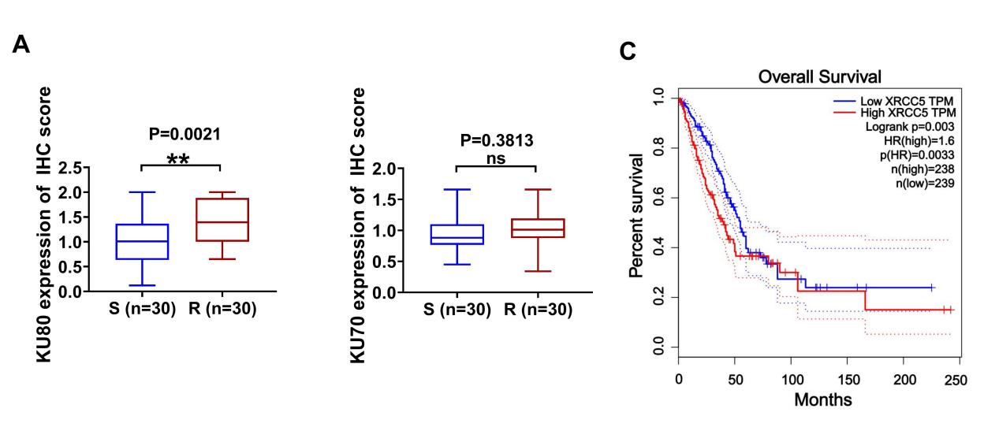 A
KU80 expression of IHC score
P=0.0021
**
2.5
2.0
1.5
1.0
0.5
0.0
S (n=30) R (n=30)
KU70 expression of IHC score
P=0.3813
ns
2.0
1.5
1.0
0.5
0.0
S (n=30) R (n=30)
C
Overall Survival
Percent survival
1.0
0.8
0.6
0.4
0.2
0.0
Low XRCC5 TPM
High XRCC5 TPM
Logrank p=0.003
HR(high)=1.6
p(HR)=0.0033
n(high)=238
n(low)=239
0 50 100 150 200 250
Months